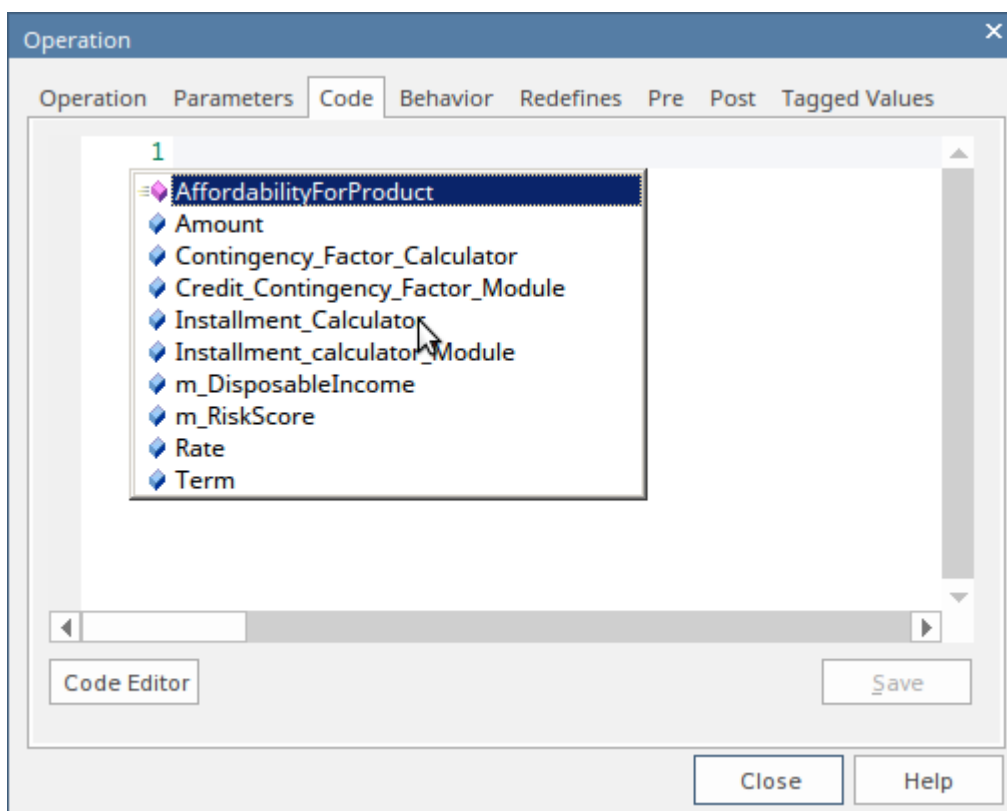 Operation
Operation Parameters Code Behavior Redefines Pre Post Tagged Values
1
AffordabilityForProduct
Amount
Contingency_Factor_Calculator
Credit_Contingency_Factor_Module
Installment_Calculator
Installment_calculator_Module
m_DisposableIncome
m_RiskScore
Rate
Term
Code Editor Save
Close Help